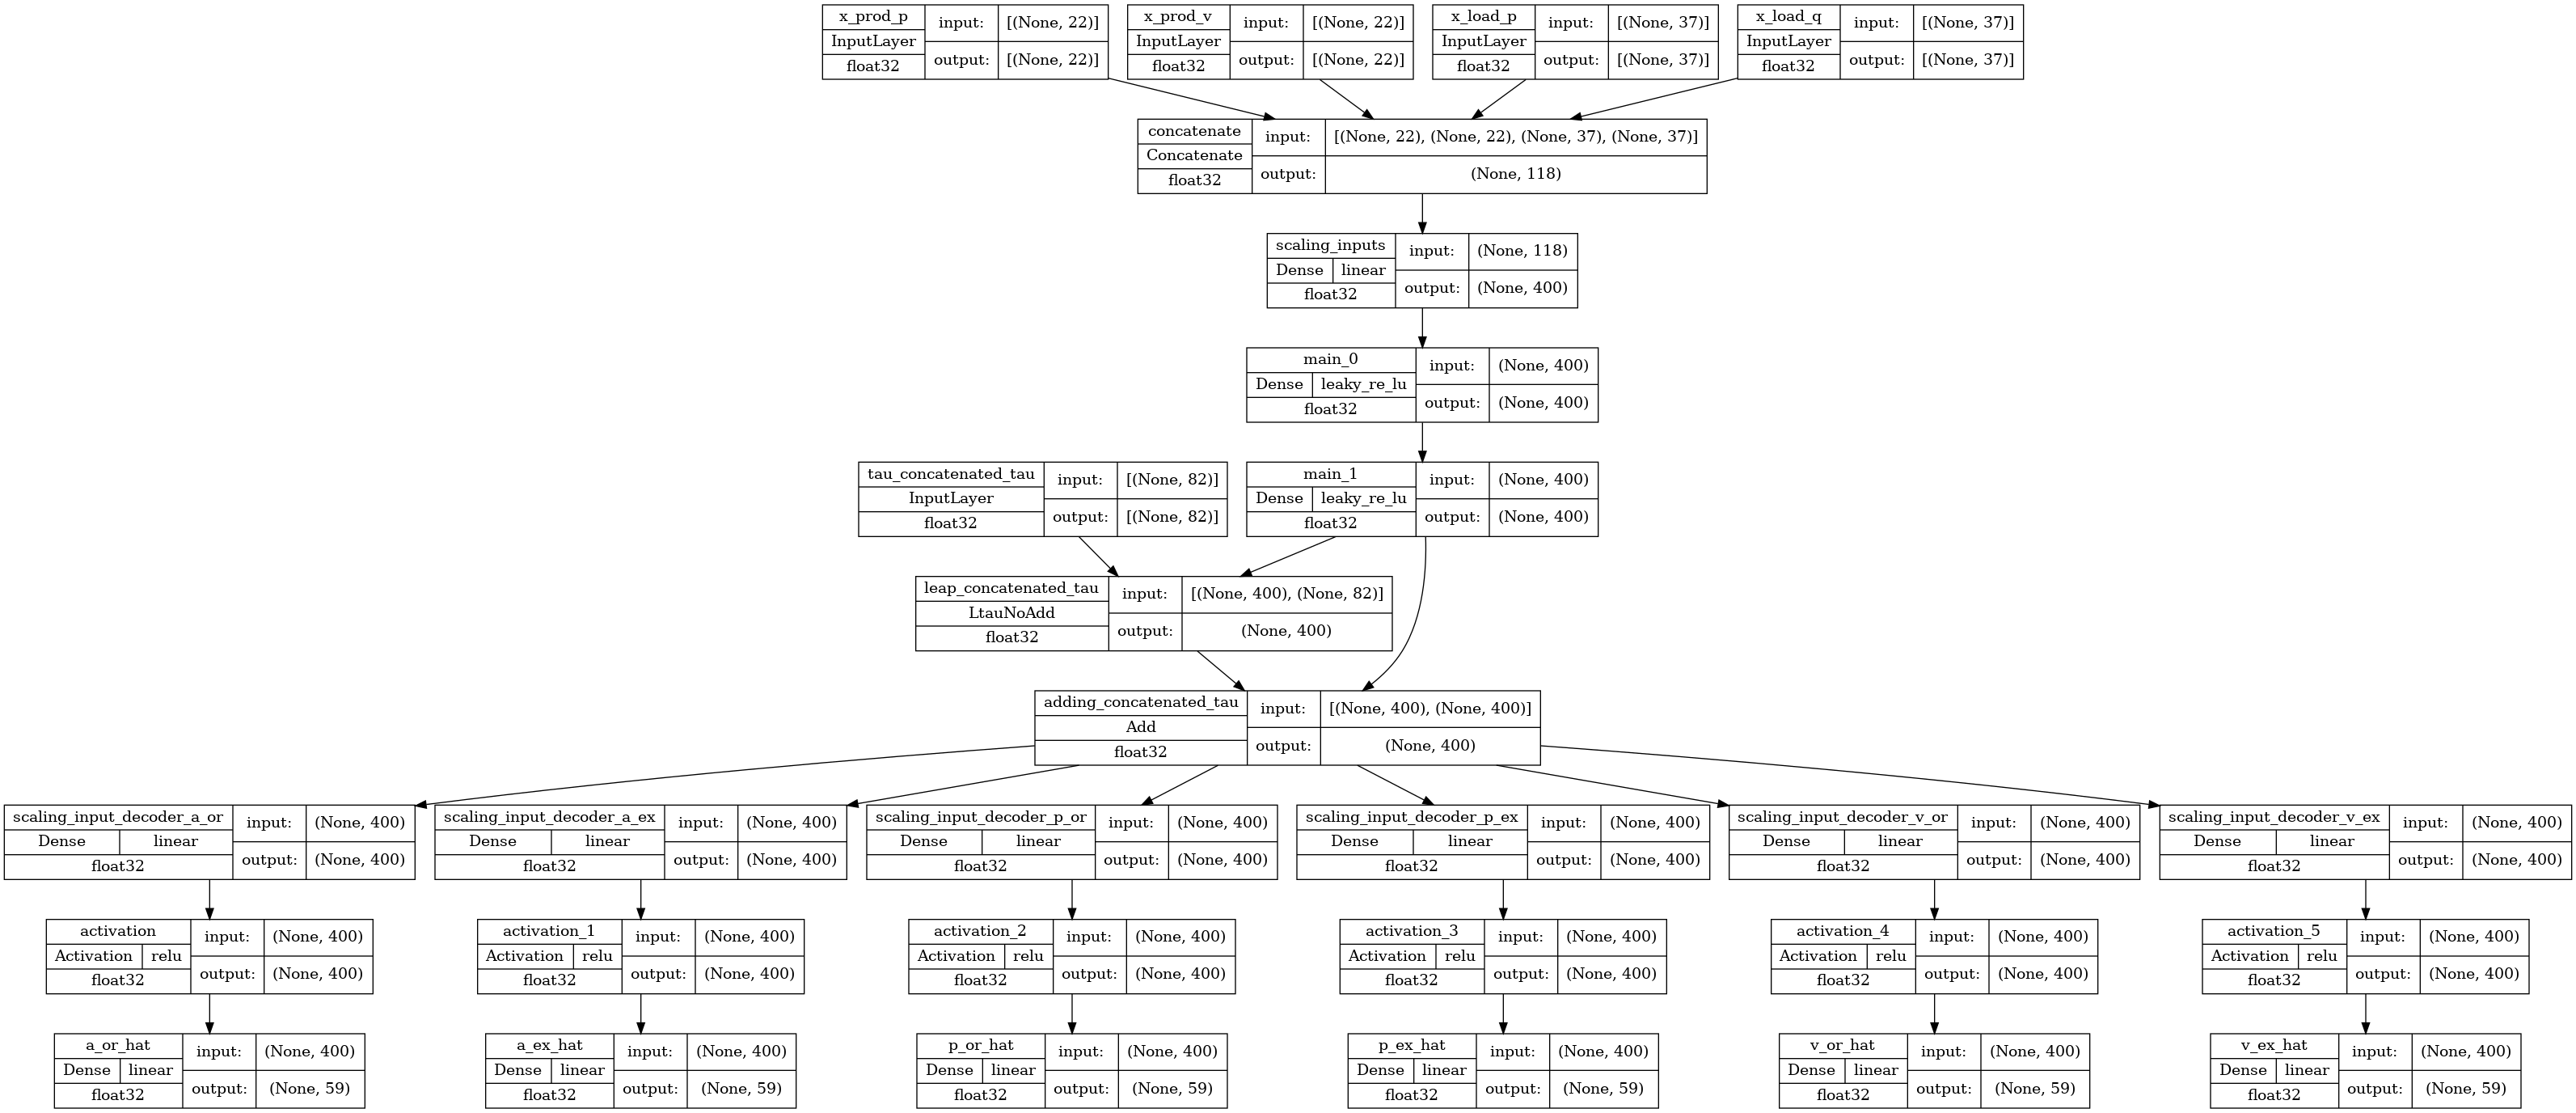 x_prod_p
InputLayer
float32
input:
[(None, 22)]
output:
[(None, 22)]
x_prod_v
InputLayer
float32
input:
[(None, 22)]
output:
[(None, 22)]
x_load_p
InputLayer
float32
input:
[(None, 37)]
output:
[(None, 37)]
x_load_q
InputLayer
float32
input:
[(None, 37)]
output:
[(None, 37)]
concatenate
Concatenate
float32
input:
[(None, 22), (None, 22), (None, 37), (None, 37)]
output:
(None, 118)
scaling_inputs
Dense linear
float32
input:
(None, 118)
output:
(None, 400)
main_0
Dense leaky_re_lu
float32
input:
(None, 400)
output:
(None, 400)
tau_concatenated_tau
InputLayer
float32
input:
[(None, 82)]
output:
[(None, 82)]
main_1
Dense leaky_re_lu
float32
input:
(None, 400)
output:
(None, 400)
leap_concatenated_tau
LtauNoAdd
float32
input:
[(None, 400), (None, 82)]
output:
(None, 400)
adding_concatenated_tau
Add
float32
input:
[(None, 400), (None, 400)]
output:
(None, 400)
scaling_input_decoder_a_or
Dense linear
float32
input:
(None, 400)
output:
(None, 400)
scaling_input_decoder_a_ex
Dense linear
float32
input:
(None, 400)
output:
(None, 400)
scaling_input_decoder_p_or
Dense linear
float32
input:
(None, 400)
output:
(None, 400)
scaling_input_decoder_p_ex
Dense linear
float32
input:
(None, 400)
output:
(None, 400)
scaling_input_decoder_v_or
Dense linear
float32
input:
(None, 400)
output:
(None, 400)
scaling_input_decoder_v_ex
Dense linear
float32
input:
(None, 400)
output:
(None, 400)
activation
Activation relu
float32
input:
(None, 400)
output:
(None, 400)
activation_1
Activation relu
float32
input:
(None, 400)
output:
(None, 400)
activation_2
Activation relu
float32
input:
(None, 400)
output:
(None, 400)
activation_3
Activation relu
float32
input:
(None, 400)
output:
(None, 400)
activation_4
Activation relu
float32
input:
(None, 400)
output:
(None, 400)
activation_5
Activation relu
float32
input:
(None, 400)
output:
(None, 400)
a_or_hat
Dense linear
float32
input:
(None, 400)
output:
(None, 59)
a_ex_hat
Dense linear
float32
input:
(None, 400)
output:
(None, 59)
p_or_hat
Dense linear
float32
input:
(None, 400)
output:
(None, 59)
p_ex_hat
Dense linear
float32
input:
(None, 400)
output:
(None, 59)
v_or_hat
Dense linear
float32
input:
(None, 400)
output:
(None, 59)
v_ex_hat
Dense linear
float32
input:
(None, 400)
output:
(None, 59)